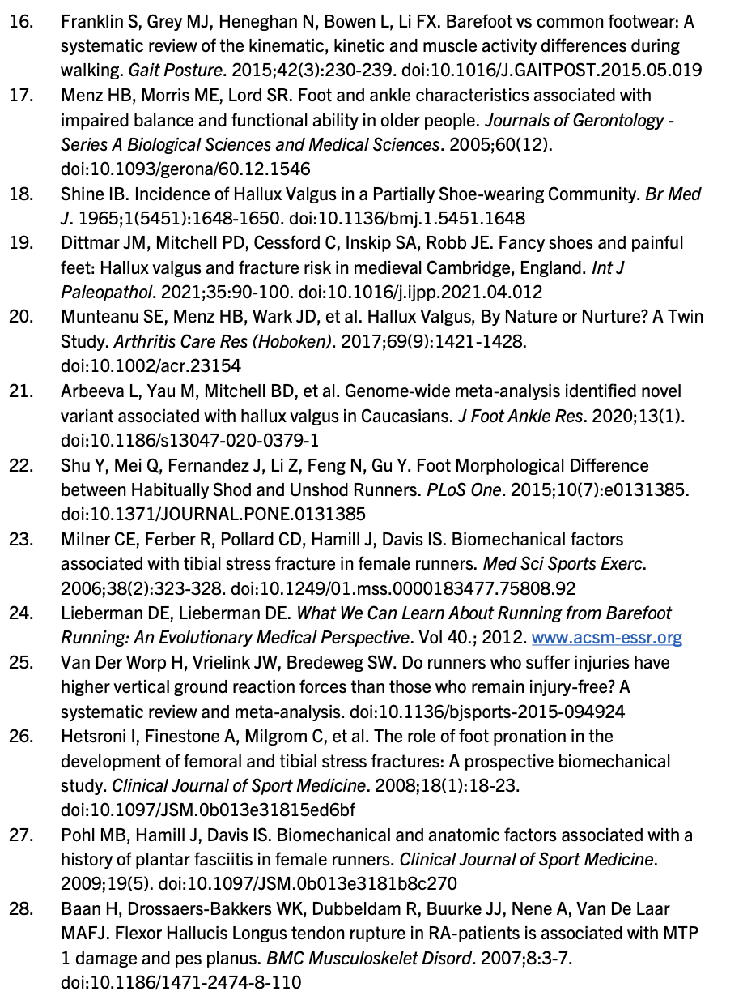 16. Franklin S, Grey MJ, Heneghan N, Bowen L, Li FX. Barefoot vs common footwear: A
systematic review of the kinematic, kinetic and muscle activity differences during
walking. Gait Posture. 2015;42(3):230-239. doi:10.1016/J.GAITPOST.2015.05.019
17. Menz HB, Morris ME, Lord SR. Foot and ankle characteristics associated with
impaired balance and functional ability in older people. Journals of Gerontology -
Series A Biological Sciences and Medical Sciences. 2005;60(12).
doi:10.1093/gerona/60.12.1546
18. Shine IB. Incidence of Hallux Valgus in a Partially Shoe-wearing Community. Br Med
J. 1965;1(5451):1648-1650. doi:10.1136/bmj.1.5451.1648
19. Dittmar JM, Mitchell PD, Cessford C, Inskip SA, Robb JE. Fancy shoes and painful
feet: Hallux valgus and fracture risk in medieval Cambridge, England. Int J
Paleopathol. 2021;35:90-100. doi:10.1016/j.ijpp.2021.04.012
20. Munteanu SE, Menz HB, Wark JD, et al. Hallux Valgus, By Nature or Nurture? A Twin
Study. Arthritis Care Res (Hoboken). 2017;69(9):1421-1428.
doi:10.1002/acr.23154
21. Arbeeva L, Yau M, Mitchell BD, et al. Genome-wide meta-analysis identified novel
variant associated with hallux valgus in Caucasians. J Foot Ankle Res. 2020;13(1).
doi:10.1186/s13047-020-0379-1
22. Shu Y, Mei Q, Fernandez J, Li Z, Feng N, Gu Y. Foot Morphological Difference
between Habitually Shod and Unshod Runners. PLoS One. 2015;10(7):e0131385.
doi:10.1371/JOURNAL.PONE.0131385
23. Milner CE, Ferber R, Pollard CD, Hamill J, Davis IS. Biomechanical factors
associated with tibial stress fracture in female runners. Med Sci Sports Exerc.
2006;38(2):323-328. doi:10.1249/01.mss.0000183477.75808.92
24. Lieberman DE, Lieberman DE. What We Can Learn About Running from Barefoot
Running: An Evolutionary Medical Perspective. Vol 40.; 2012. www.acsm-essr.org
25. Van Der Worp H, Vrielink JW, Bredeweg SW. Do runners who suffer injuries have
higher vertical ground reaction forces than those who remain injury-free? A
systematic review and meta-analysis. doi:10.1136/bjsports-2015-094924
26. Hetsroni I, Finestone A, Milgrom C, et al. The role of foot pronation in the
development of femoral and tibial stress fractures: A prospective biomechanical
study. Clinical Journal of Sport Medicine. 2008;18(1):18-23.
doi:10.1097/JSM.0b013e31815ed6bf
27. Pohl MB, Hamill J, Davis IS. Biomechanical and anatomic factors associated with a
history of plantar fasciitis in female runners. Clinical Journal of Sport Medicine.
2009;19(5). doi:10.1097/JSM.0b013e3181b8c270
28. Baan H, Drossaers-Bakkers WK, Dubbeldam R, Buurke JJ, Nene A, Van De Laar
MAFJ. Flexor Hallucis Longus tendon rupture in RA-patients is associated with MTP
1 damage and pes planus. BMC Musculoskelet Disord. 2007;8:3-7.
doi:10.1186/1471-2474-8-110